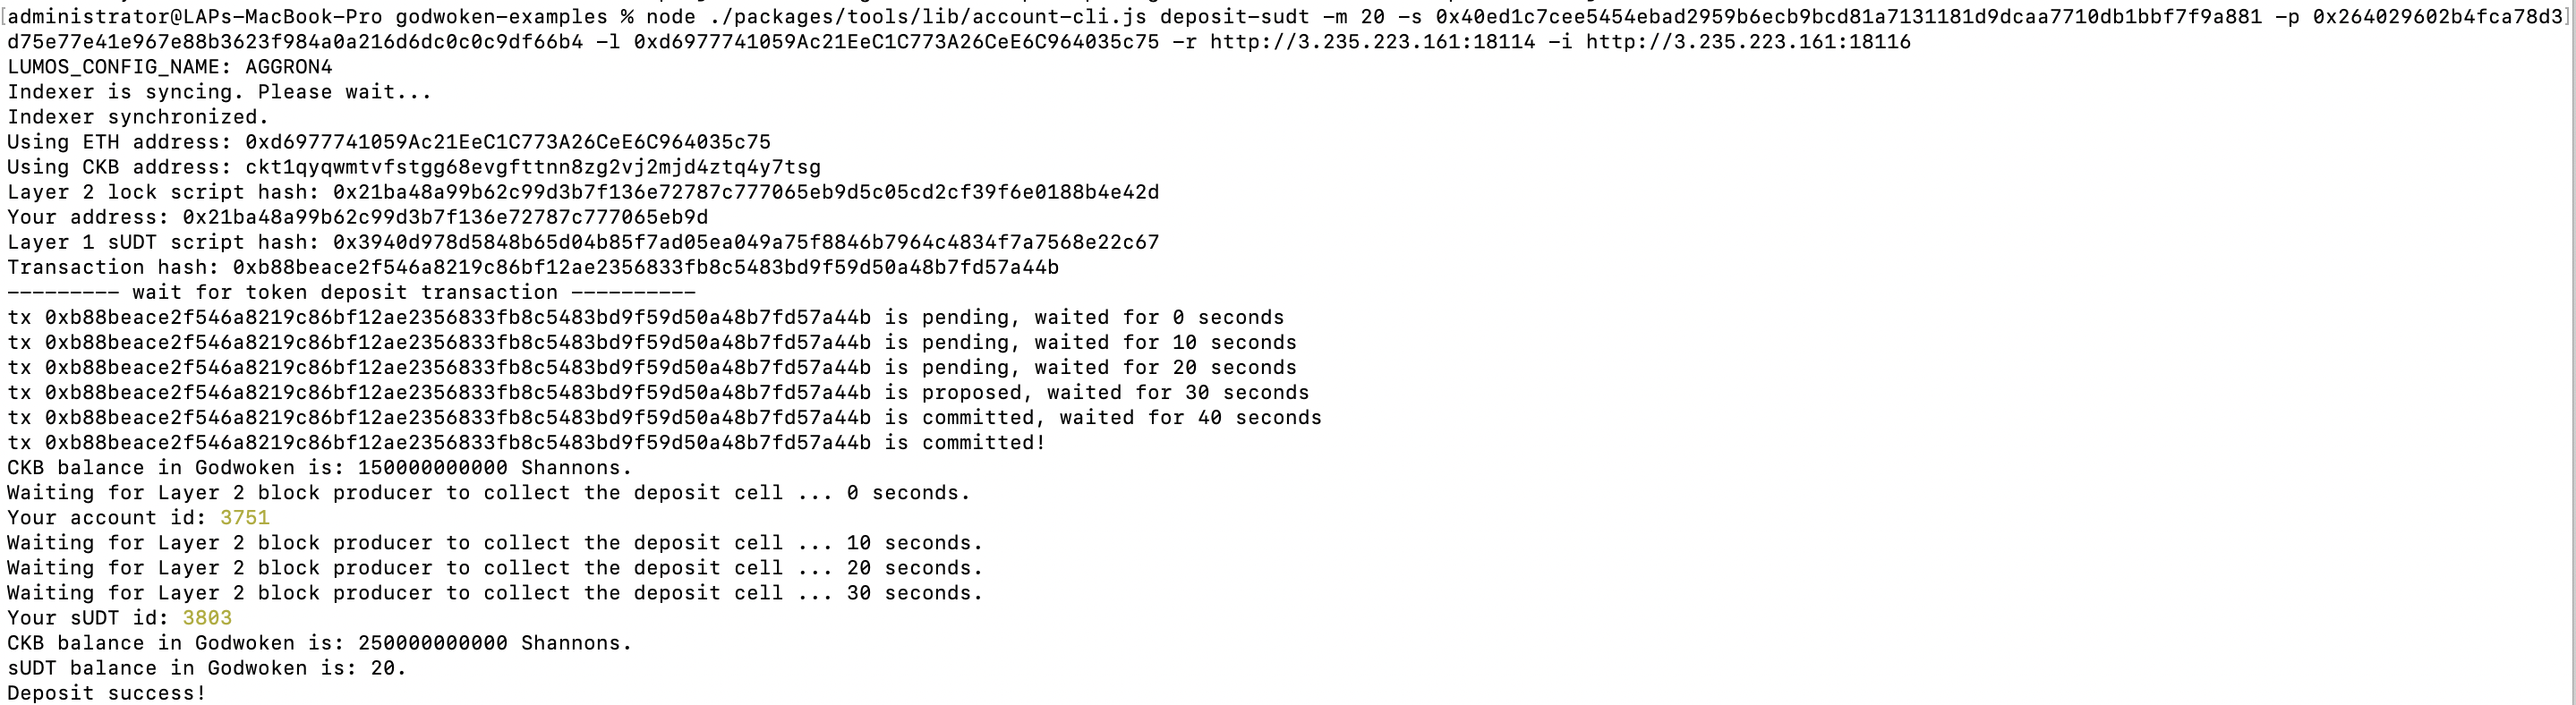 [administrator@LAPs-MacBook-Pro godwoken-examples % node ./packages/tools/lib/account-cli.js deposit-sudt -m 20 -s 0x40ed1c7cee5454ebad2959b6ecb9bcd81a7131181d9dcaa7710db1bbf7f9a881 -p 0x264029602b4fca78d3]
d75e77e41e967e88b3623f984a0a216d6dc0c0c9df66b4 -l 0xd6977741059Ac21EeC1C773A26CeE6C964035c75 -r http://3.235.223.161:18114 -i http://3.235.223.161:18116
LUMOS_CONFIG_NAME: AGGRON4
Indexer is syncing. Please wait...
Indexer synchronized.
Using ETH address: 0xd6977741059Ac21EeC1C773A26CeE6C964035c75
Using CKB address: ckt1qyqwmtvfstgg68evgfttnn8zg2vj2mjd4ztq4y7tsg
Layer 2 lock script hash: 0x21ba48a99b62c99d3b7f136e72787c777065eb9d5c05cd2cf39f6e0188b4e42d
Your address: 0x21ba48a99b62c99d3b7f136e72787c777065eb9d
Layer 1 sUDT script hash: 0x3940d978d5848b65d04b85f7ad05ea049a75f8846b7964c4834f7a7568e22c67
Transaction hash: 0xb88beace2f546a8219c86bf12ae2356833fb8c5483bd9f59d50a48b7fd57a44b
--------- wait for token deposit transaction ----------
tx 0xb88beace2f546a8219c86bf12ae2356833fb8c5483bd9f59d50a48b7fd57a44b is pending, waited for 0 seconds
tx 0xb88beace2f546a8219c86bf12ae2356833fb8c5483bd9f59d50a48b7fd57a44b is pending, waited for 10 seconds
tx 0xb88beace2f546a8219c86bf12ae2356833fb8c5483bd9f59d50a48b7fd57a44b is pending, waited for 20 seconds
tx 0xb88beace2f546a8219c86bf12ae2356833fb8c5483bd9f59d50a48b7fd57a44b is proposed, waited for 30 seconds
tx 0xb88beace2f546a8219c86bf12ae2356833fb8c5483bd9f59d50a48b7fd57a44b is committed, waited for 40 seconds
tx 0xb88beace2f546a8219c86bf12ae2356833fb8c5483bd9f59d50a48b7fd57a44b is committed!
CKB balance in Godwoken is: 150000000000 Shannons.
Waiting for Layer 2 block producer to collect the deposit cell ... 0 seconds.
Your account id: 3751
Waiting for Layer 2 block producer to collect the deposit cell ... 10 seconds.
Waiting for Layer 2 block producer to collect the deposit cell ... 20 seconds.
Waiting for Layer 2 block producer to collect the deposit cell ... 30 seconds.
Your sUDT id: 3803
CKB balance in Godwoken is: 250000000000 Shannons.
sUDT balance in Godwoken is: 20.
Deposit success!